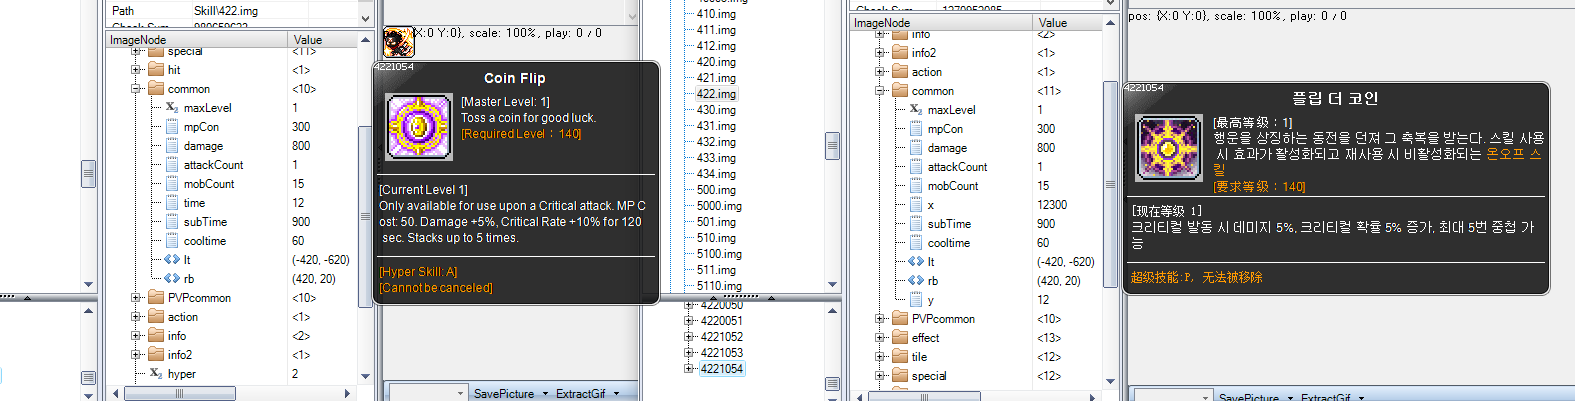 Path Skill\422.img
ImageNode Value
special <11>
hit <1>
common <10>
maxLevel 1
mpCon 300
damage 800
attackCount 1
mobCount 15
time 12
subTime 900
cooltime 60
lt (-420, -620)
rb (420, 20)
PVPcommon <10>
action <1>
info <2>
info2 <1>
hyper 2
pos: {X:0 Y:0}, scale: 100%, play: 0 / 0
4221054
Coin Flip
[Master Level: 1]
Toss a coin for good luck.
[Required Level : 140]
[Current Level 1]
Only available for use upon a Critical attack. MP C
ost: 50. Damage +5%, Critical Rate +10% for 120
sec. Stacks up to 5 times.
[Hyper Skill: A]
[Cannot be canceled]
SavePicture ExtractGif
410.img
411.img
412.img
420.img
421.img
422.img
430.img
431.img
432.img
433.img
434.img
500.img
5000.img
501.img
510.img
5100.img
511.img
5110.img
4220050
4220051
4221052
4221053
4221054
ImageNode Value
info <2>
info2 <1>
action <1>
common <11>
maxLevel 1
mpCon 300
damage 800
attackCount 1
mobCount 15
x 12300
subTime 900
cooltime 60
lt (-420, -620)
rb (420, 20)
y 12
PVPcommon <10>
effect <13>
tile <12>
special <12>
pos: {X:0 Y:0}, scale: 100%, play: 0 / 0
4221054
플립 더 코인
[最高等级：1]
행운을 상징하는 동전을 던져 그 축복을 받는다. 스킬 사용
시 효과가 활성화되고 재사용 시 비활성화되는 온오프 스
킬
[要求等级：140]
[现在等级 1]
크리티컬 발동 시 데미지 5%, 크리티컬 확률 5% 증가, 최대 5번 중첩 가
능
超级技能:P，无法被移除
SavePicture ExtractGif